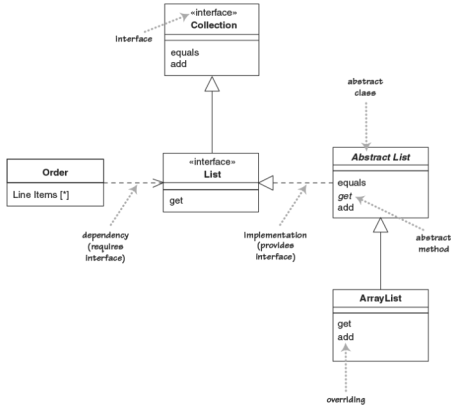 «interface»
Collection
Interface
equals
add
abstract
class
Order
Line Items [*]
«interface»
List
get
Abstract List
equals
get
add
dependency
(requires
interface)
Implementation
(provides
interface)
abstract
method
ArrayList
get
add
overriding